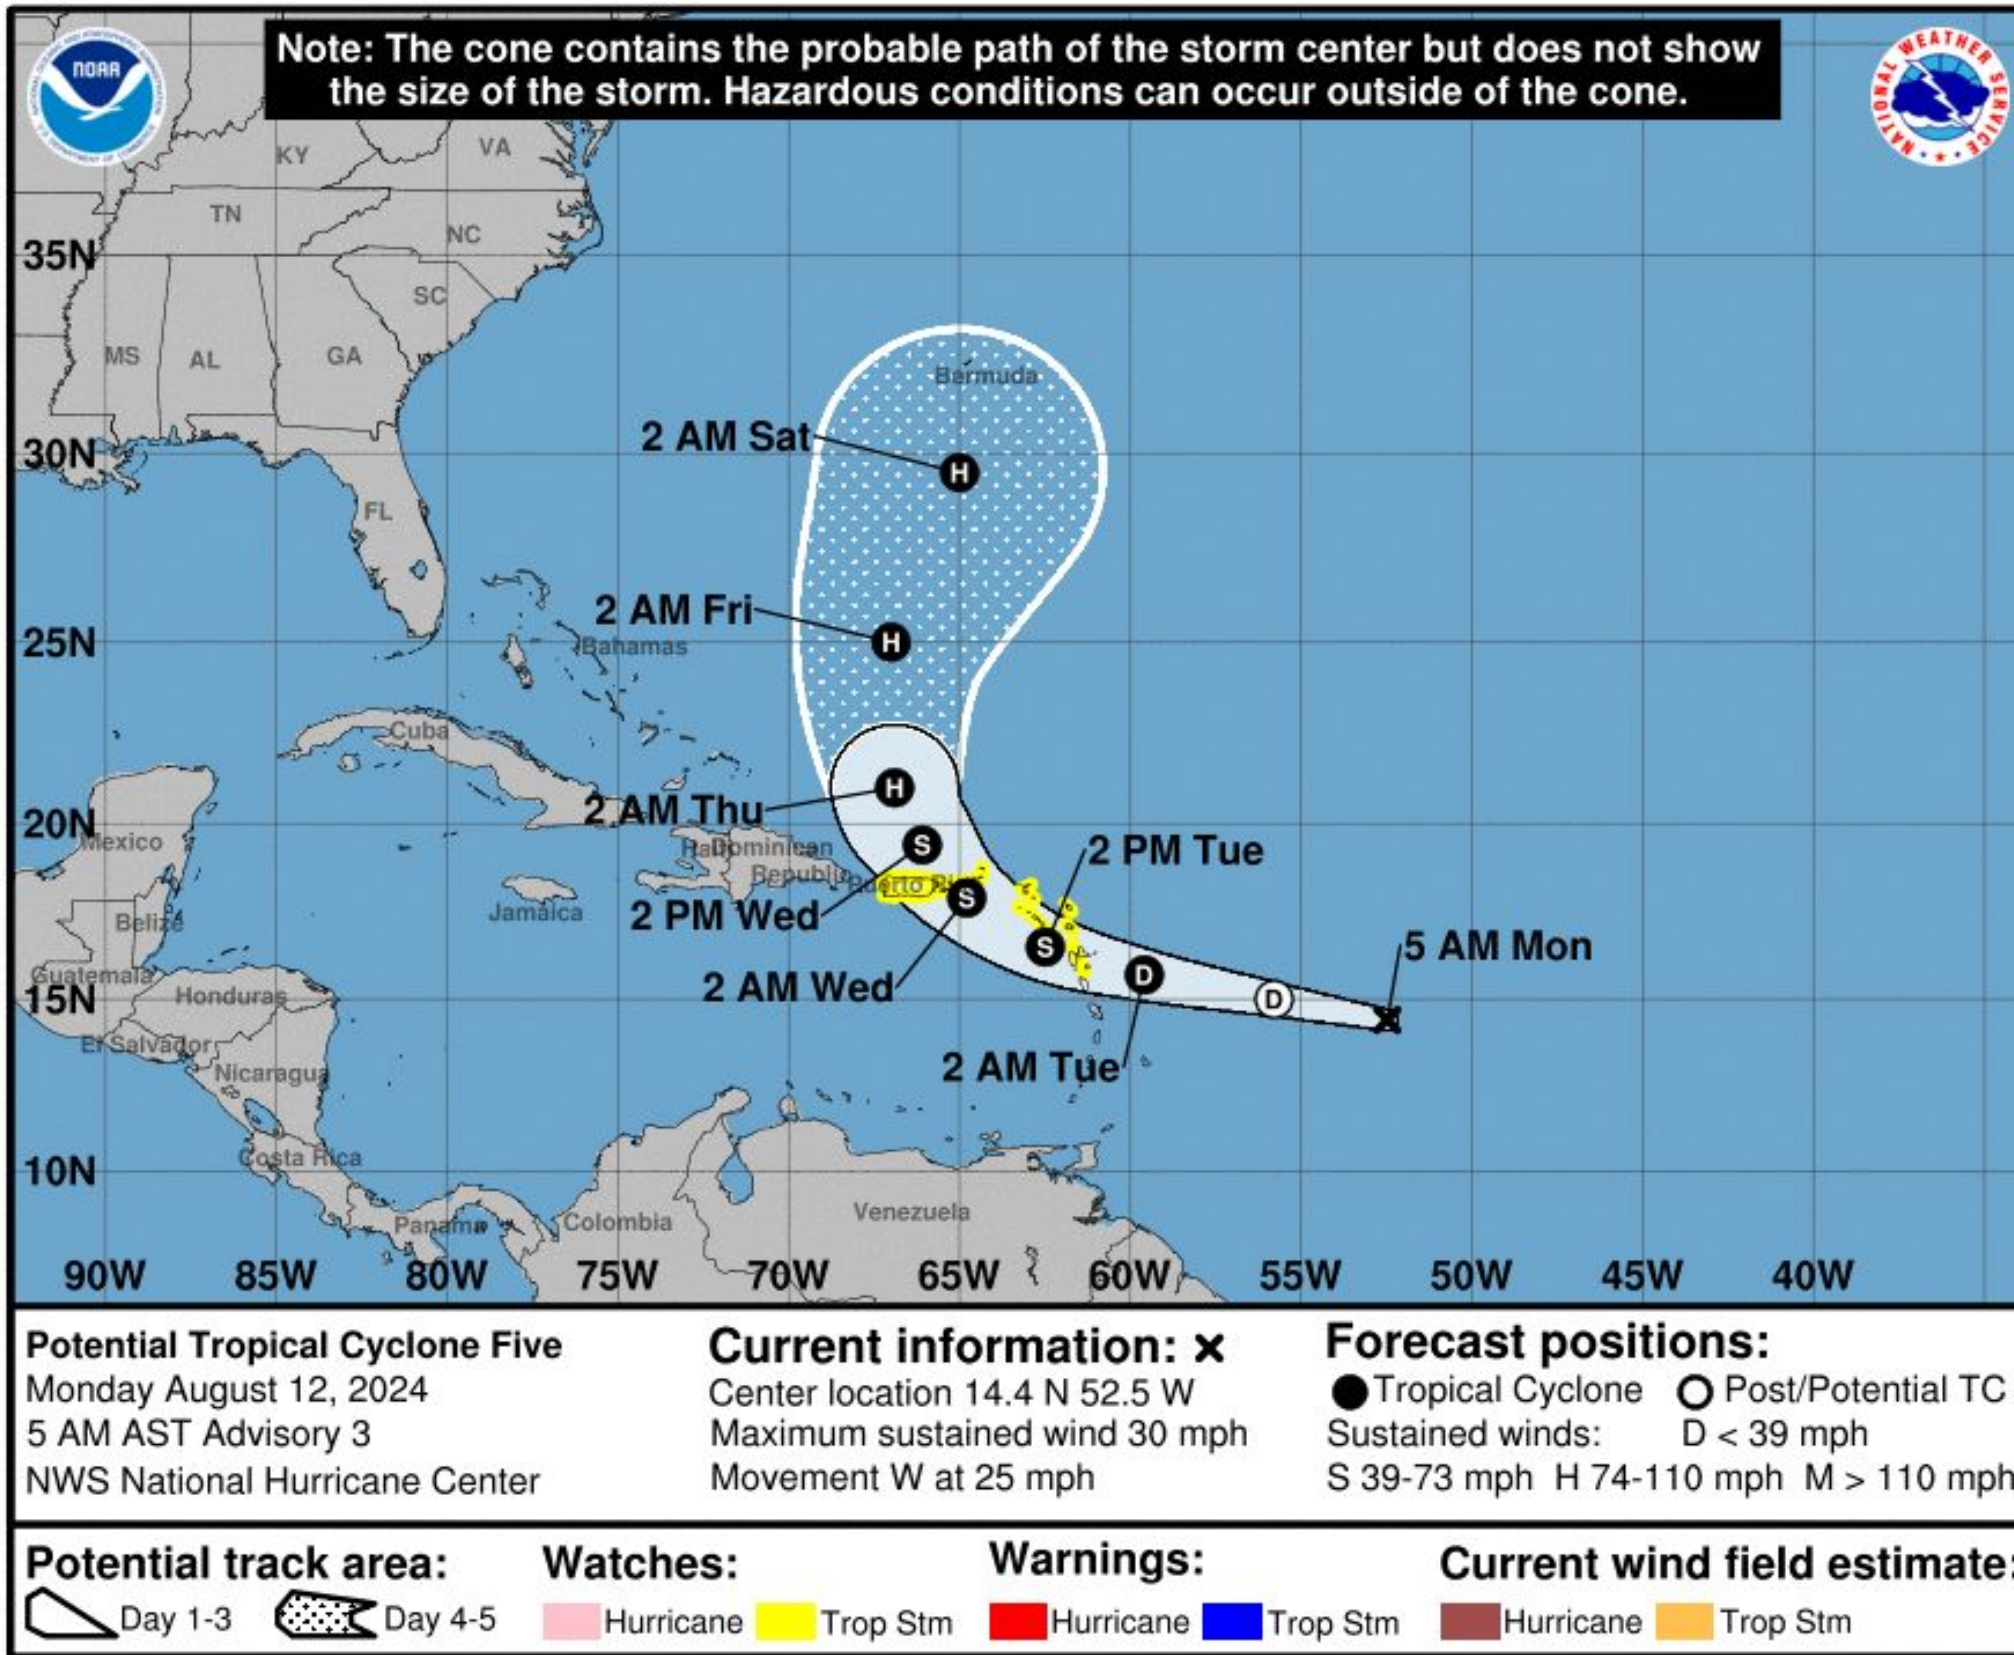 Note: The cone contains the probable path of the storm center but does not show
the size of the storm. Hazardous conditions can occur outside of the cone.
NOAA
NATIONAL WEATHER SERVICE
KY
VA
TN
NC
35N
SC
MS
AL
GA
Bermuda
2 AM Sat
30N
FL
2 AM Fri
25N
Bahamas
Cuba
2 AM Thu
20N
Mexico
Dominican
Republic
2 PM Tue
Puerto
Jamaica
2 PM Wed
Belize
5 AM Mon
2 AM Wed
Guatemala
15N
Honduras
El Salvador
2 AM Tue
Nicaragua
Costa Rica
10N
Panama
Colombia
Venezuela
H
H
H
S
S
S
D
D
90W 85W 80W 75W 70W 65W 60W 55W 50W 45W 40W
Potential Tropical Cyclone Five
Monday August 12, 2024
5 AM AST Advisory 3
NWS National Hurricane Center
Current information: x
Center location 14.4 N 52.5 W
Maximum sustained wind 30 mph
Movement W at 25 mph
Forecast positions:
Tropical Cyclone Post/Potential TC
Sustained winds: D < 39 mph
S 39-73 mph H 74-110 mph M > 110 mph
Potential track area:
Day 1-3 Day 4-5
Watches:
Hurricane Trop Stm
Warnings:
Hurricane Trop Stm
Current wind field estimate:
Hurricane Trop Stm